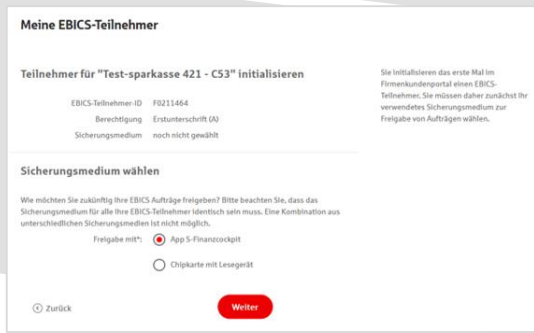 Meine EBICS-Teilnehmer
Teilnehmer für "Test-sparkasse 421 - C53" initialisieren
EBICS-Teilnehmer-ID F0211464
Berechtigung Erstunterschrift (A)
Sicherungsmedium noch nicht gewählt
Sie initialisieren das erste Mal im
Firmenkundenportal einen EBICS-
Teilnehmer. Sie müssen daher zunächst Ihr
verwendetes Sicherungsmedium zur
Freigabe von Aufträgen wählen.
Sicherungsmedium wählen
Wie möchten Sie zukünftig Ihre EBICS Aufträge freigeben? Bitte beachten Sie, dass das
Sicherungsmedium für alle Ihre EBICS-Teilnehmer identisch sein muss. Eine Kombination aus
unterschiedlichen Sicherungsmedien ist nicht möglich.
Freigabe mit*: App S-Finanzcockpit
Chipkarte mit Lesegerät
Zurück
Weiter